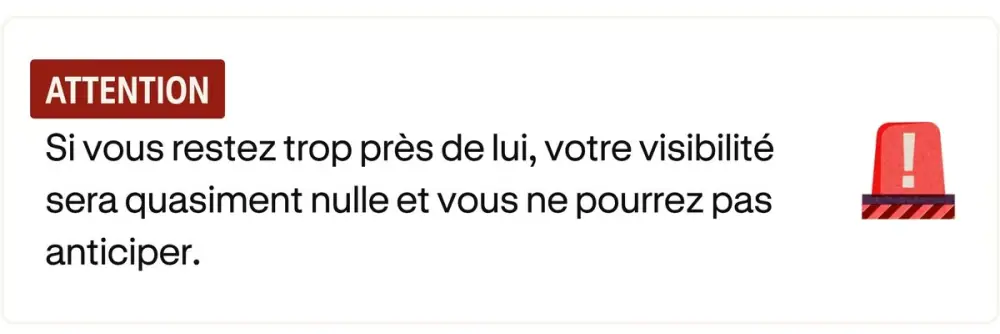 ATTENTION
Si vous restez trop près de lui, votre visibilité
sera quasiment nulle et vous ne pourrez pas
anticiper.
!